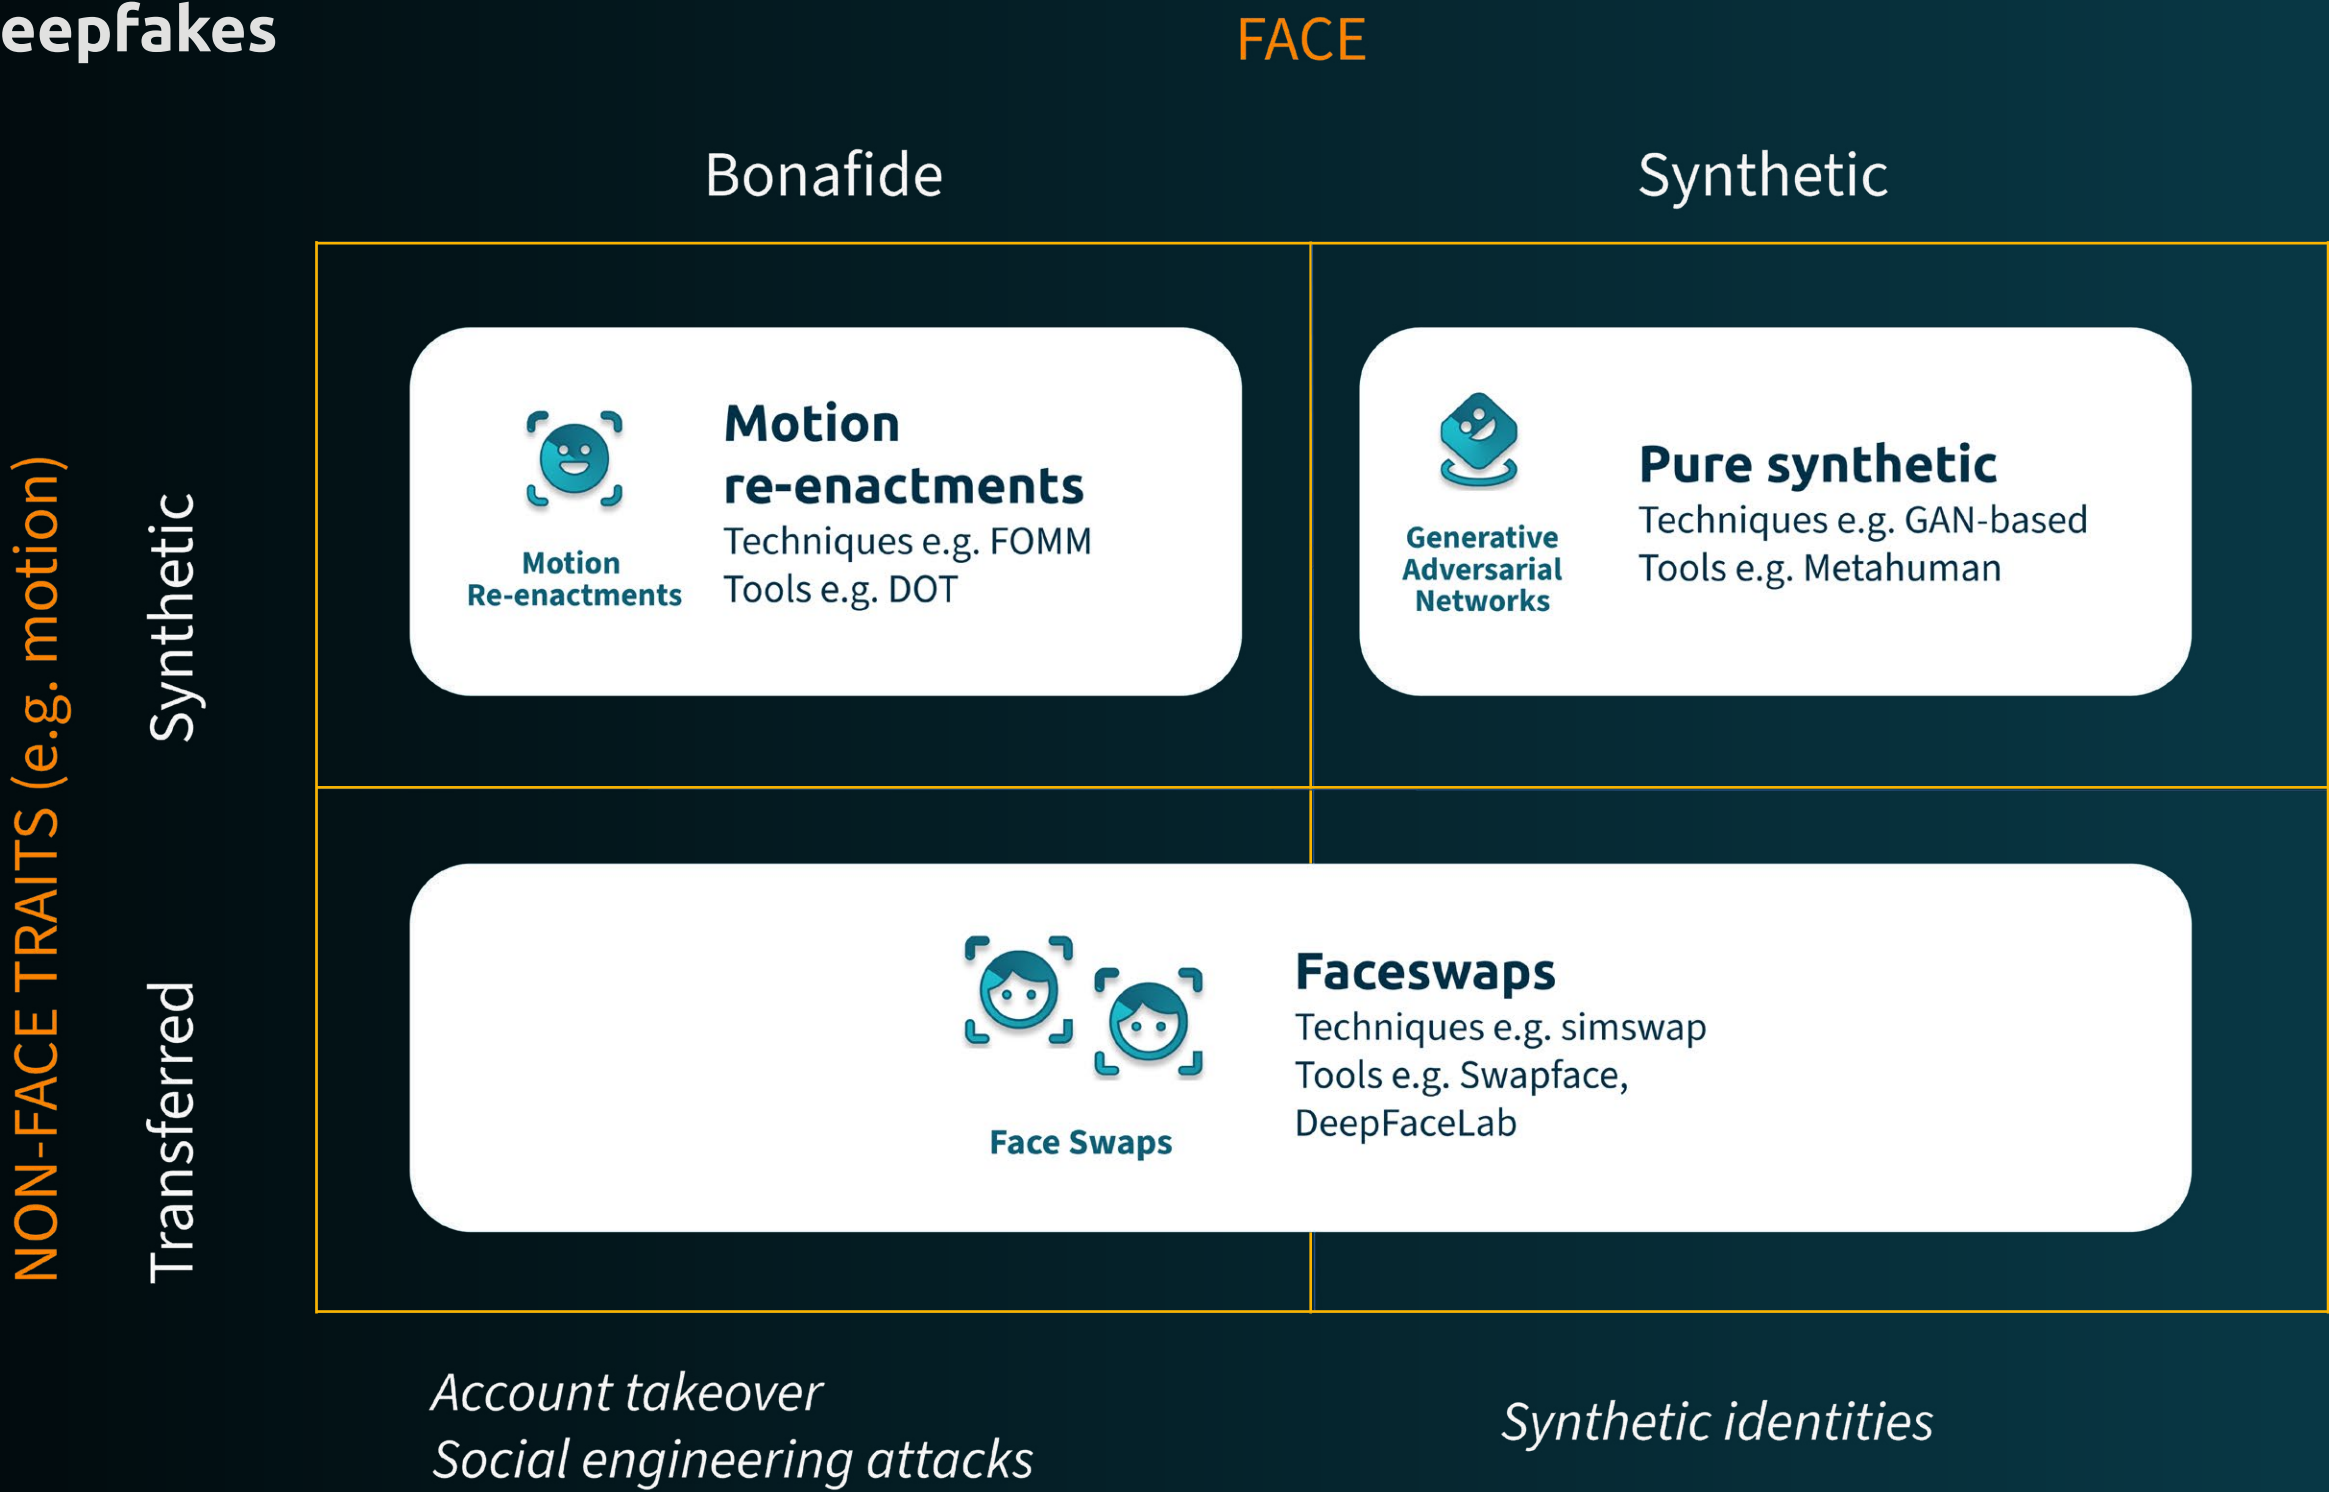 eepfakes
FACE
Bonafide
Synthetic
NON-FACE TRAITS (e.g. motion)
Synthetic
Motion
Re-enactments
Motion
re-enactments
Techniques e.g. FOMM
Tools e.g. DOT
Generative
Adversarial
Networks
Pure synthetic
Techniques e.g. GAN-based
Tools e.g. Metahuman
Transferred
Face Swaps
Faceswaps
Techniques e.g. simswap
Tools e.g. Swapface,
DeepFaceLab
Account takeover
Social engineering attacks
Synthetic identities